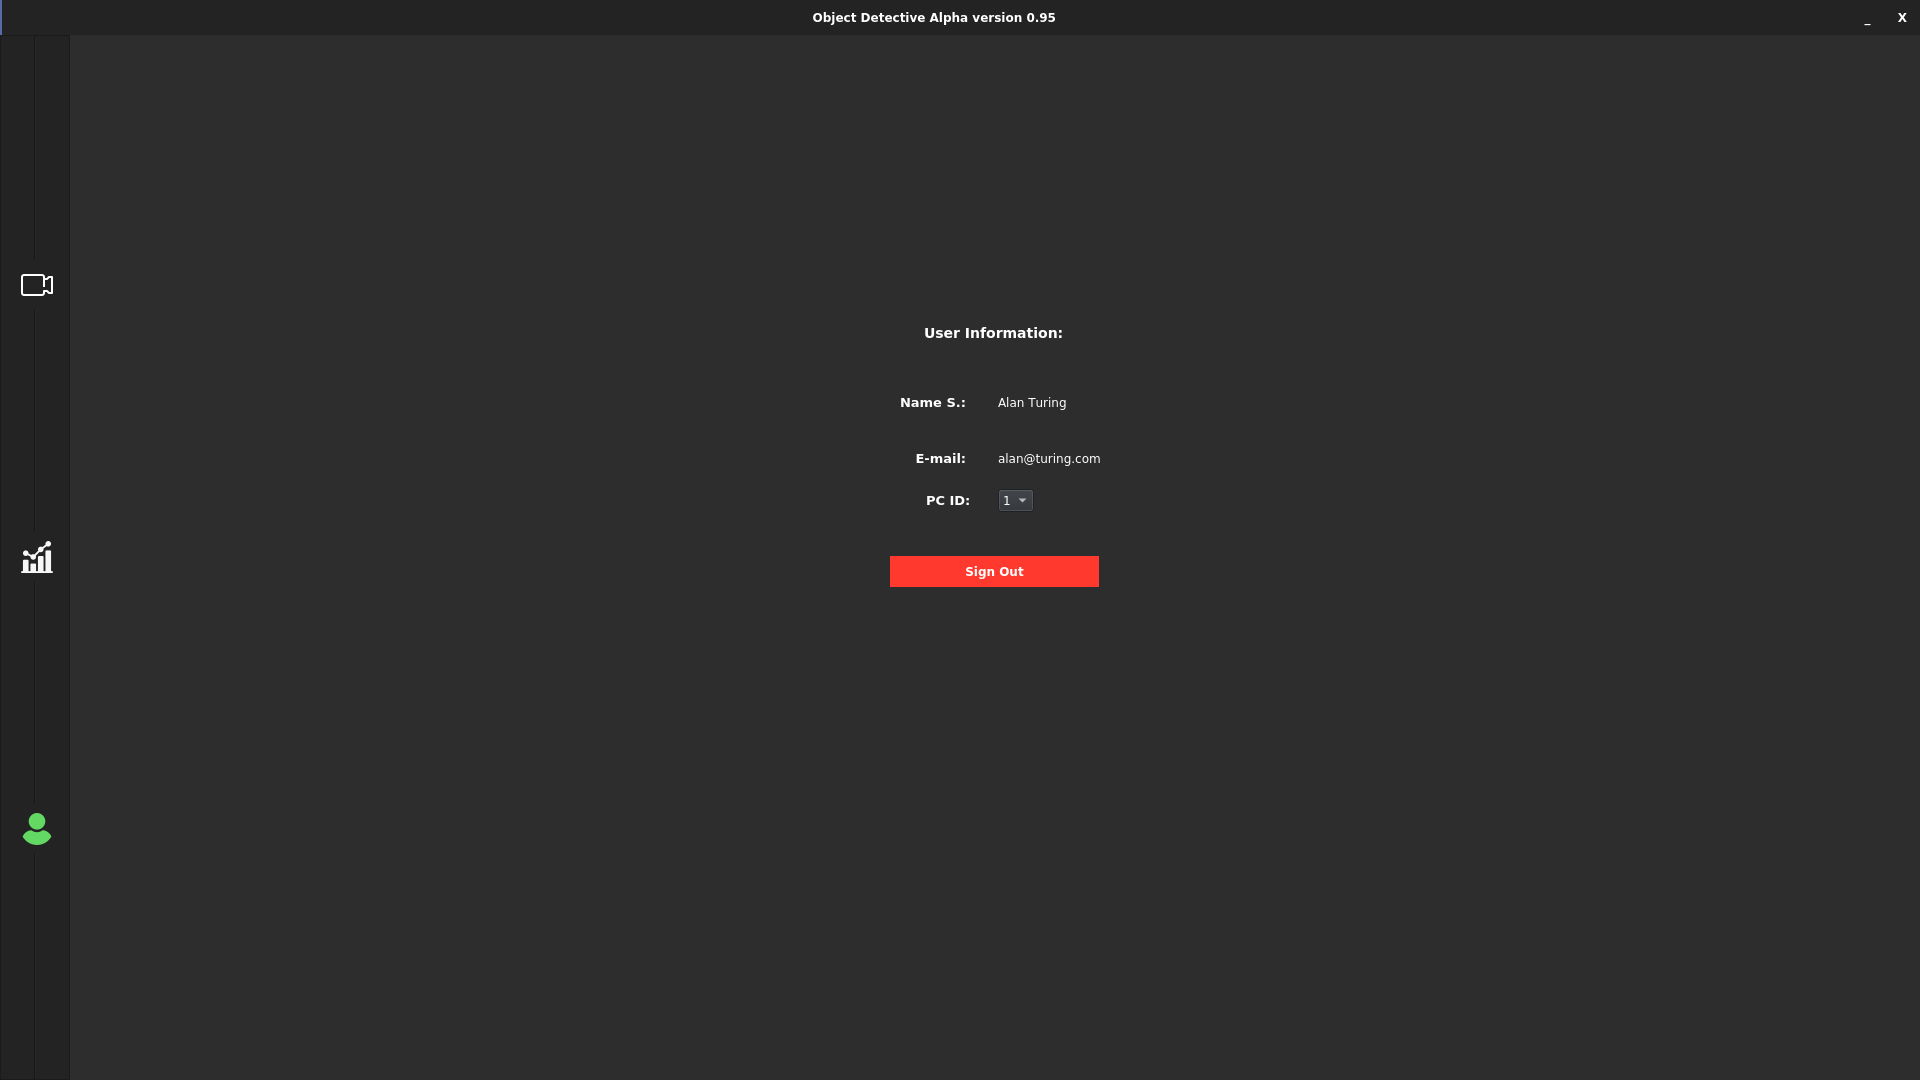 Object Detective Alpha version 0.95
_ X
User Information:
Name S.: Alan Turing
E-mail: alan@turing.com
PC ID: 1
Sign Out